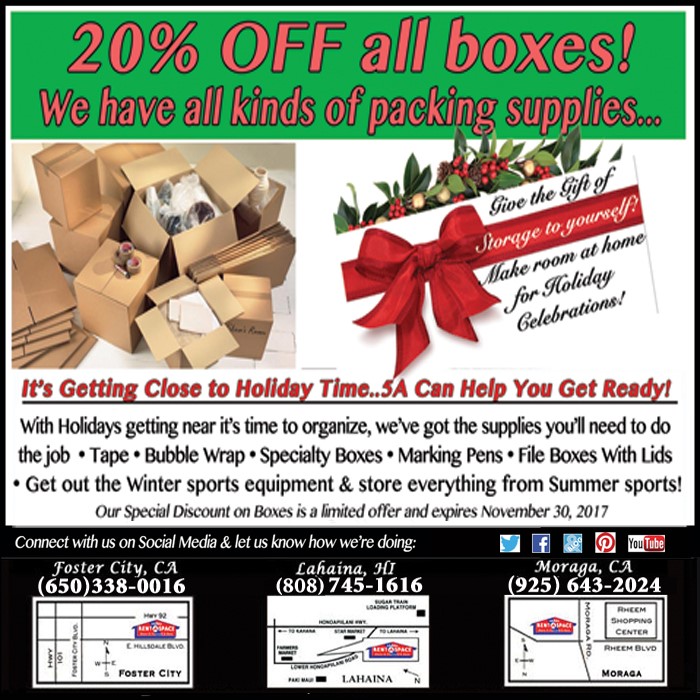 20% OFF all boxes!
We have all kinds of packing supplies...
Give the Gift of
Storage to yourself!
Make room at home
for Holiday
Celebrations!
It's Getting Close to Holiday Time..5A Can Help You Get Ready!
With Holidays getting near it's time to organize, we've got the supplies you'll need to do
the job • Tape • Bubble Wrap • Specialty Boxes • Marking Pens • File Boxes With Lids
• Get out the Winter sports equipment & store everything from Summer sports!
Our Special Discount on Boxes is a limited offer and expires November 30, 2017
Connect with us on Social Media & let us know how we're doing:
You Tube
Foster City, CA
(650)338-0016
Hwy 92
FOSTER CITY BLVD.
RENT A SPACE
E. HILLSDALE BLVD.
HWY 101
N
W
E
S
FOSTER CITY
Lahaina, HI
(808) 745-1616
SUGAR TRAIN
LOADING PLATFORM
HONOAPIILANI HWY.
TO KAHANA
STAR MARKET
TO LAHAINA
FARMERS
MARKET
RENT A SPACE
LOWER HONOAPIILANI ROAD
PAKI MAUI
LAHAINA
N
Moraga, CA
(925) 643-2024
RENT A SPACE
MORAGA RD
RHEEM
SHOPPING
CENTER
RHEEM BLVD
S
E
W
N
MORAGA